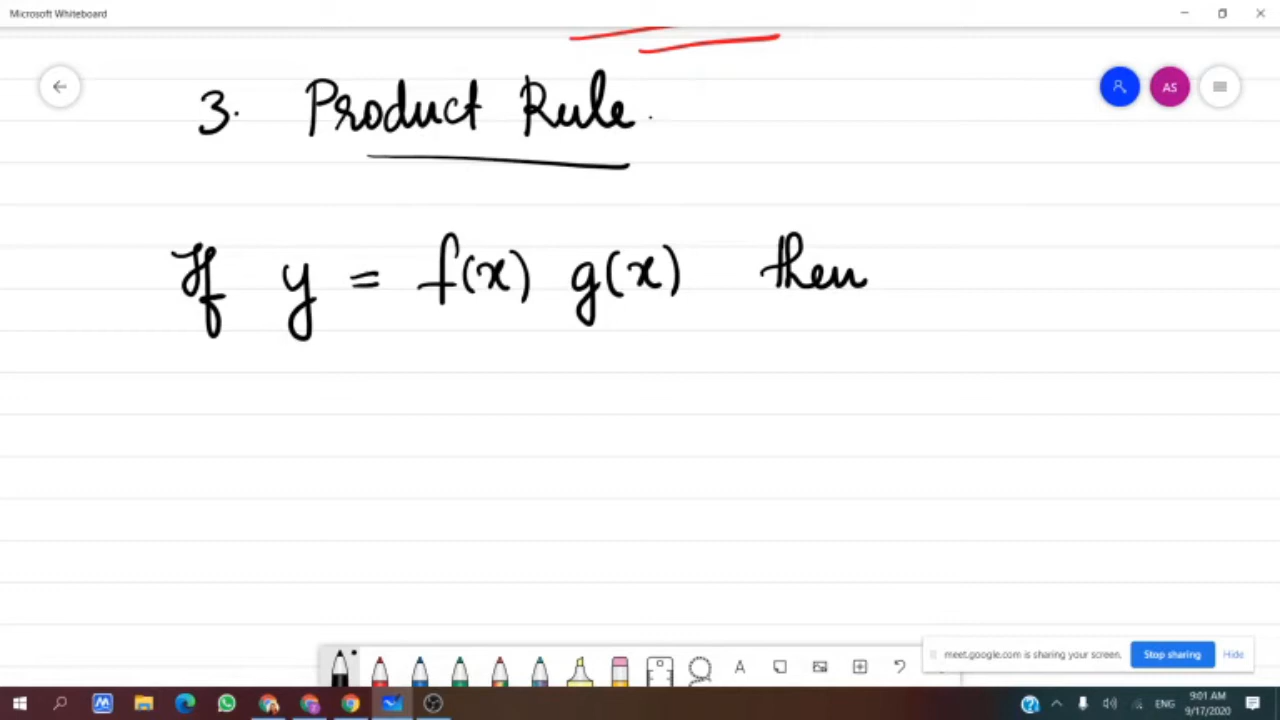 Microsoft Whiteboard
AS
3. Product Rule.
If y = f(x) g(x) then
A
meet.google.com is sharing your screen.
Stop sharing
Hide
ENG
9:01 AM
9/17/2020